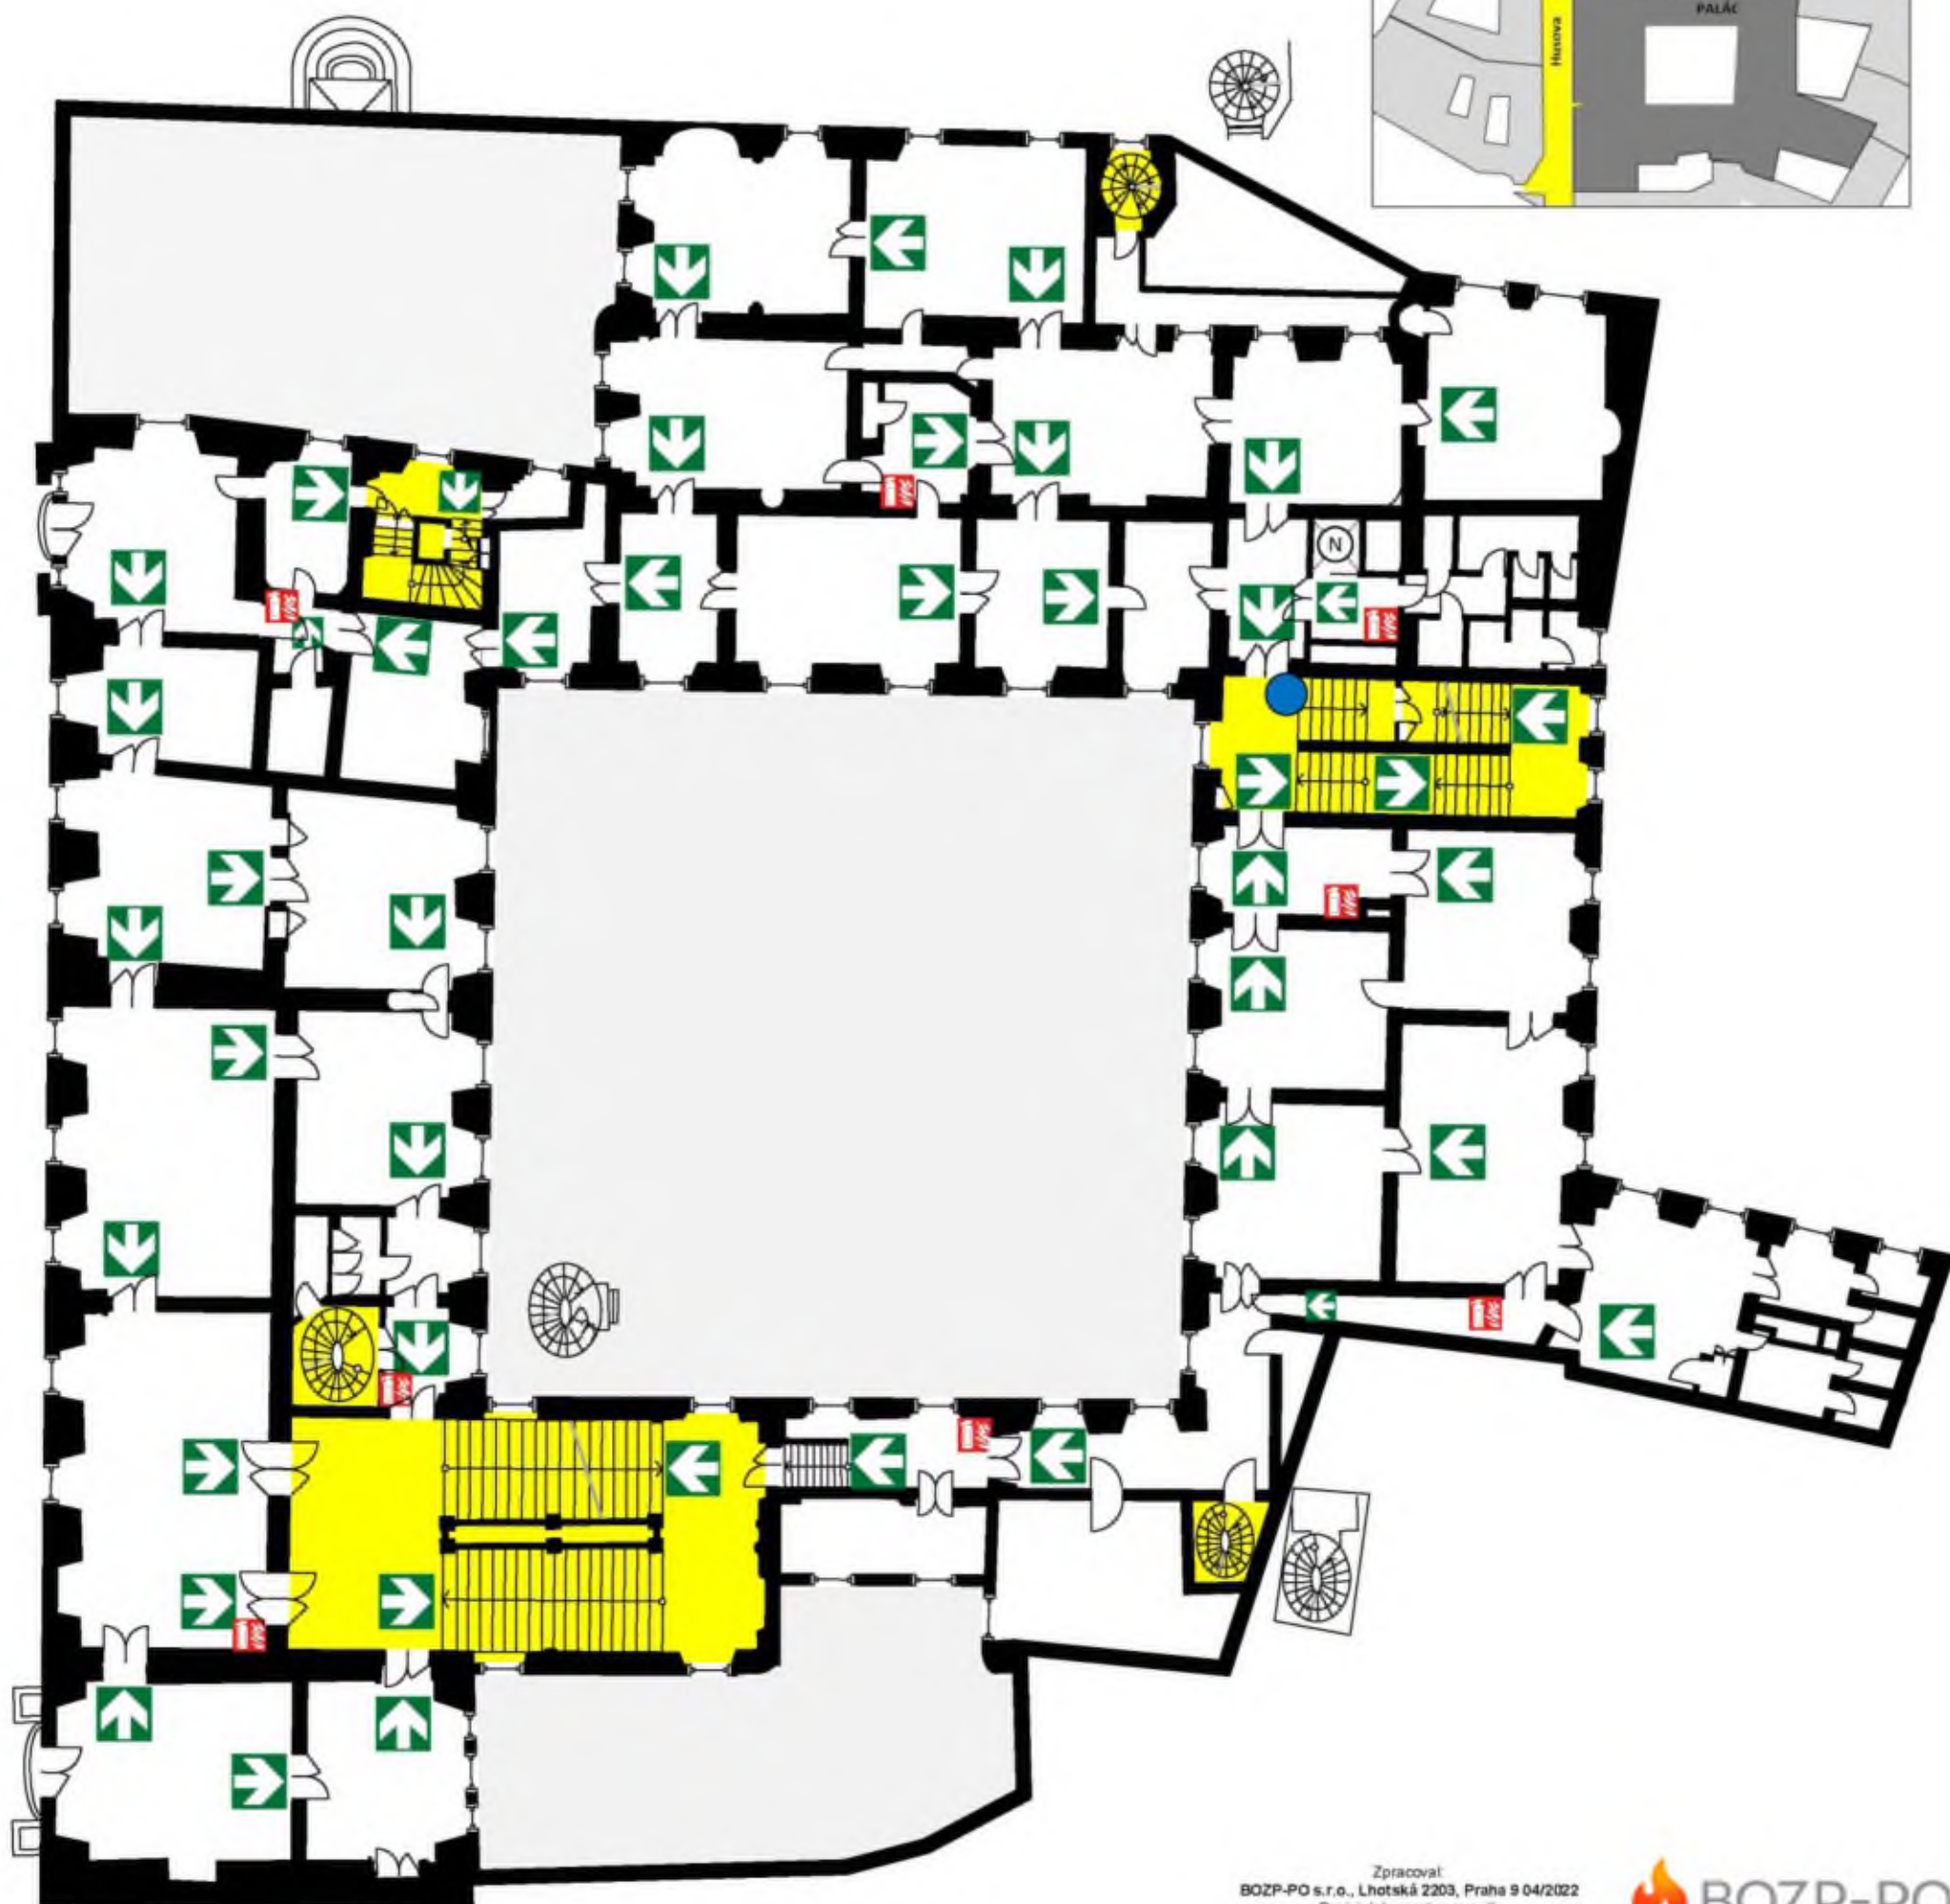 PALÁC
Husova
N
Zpracoval:
BOZP-PO s.r.o., Lhotská 2203, Praha 9 04/2022
BOZP-PO